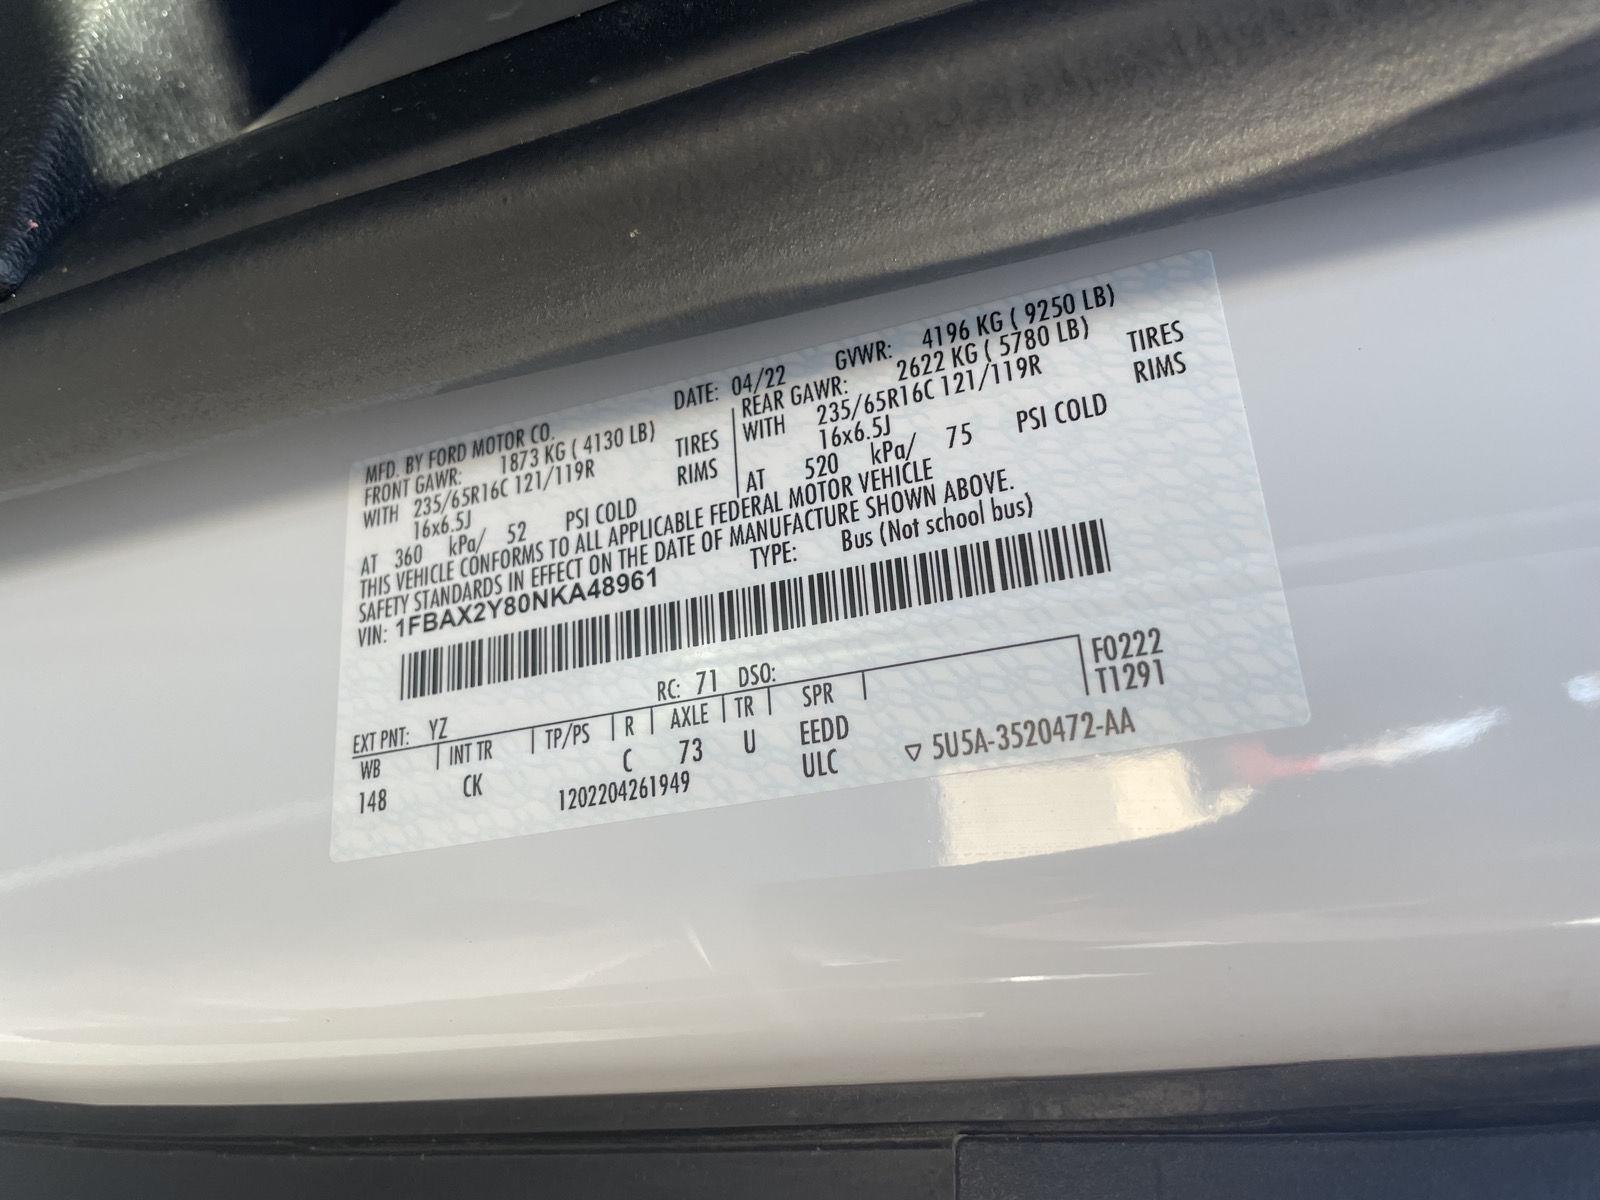 MFD. BY FORD MOTOR CO.
DATE: 04/22 GVWR: 4196 KG ( 9250 LB)
FRONT GAWR: 1873 KG ( 4130 LB)
WITH 235/65R16C 121/119R TIRES
16x6.5J RIMS
AT 360 kPa/ 52 PSI COLD
REAR GAWR: 2622 KG ( 5780 LB)
WITH 235/65R16C 121/119R TIRES
16x6.5J RIMS
AT 520 kPa/ 75 PSI COLD
THIS VEHICLE CONFORMS TO ALL APPLICABLE FEDERAL MOTOR VEHICLE
SAFETY STANDARDS IN EFFECT ON THE DATE OF MANUFACTURE SHOWN ABOVE.
VIN: 1FBAX2Y80NKA48961 TYPE: Bus (Not school bus)
EXT PNT: YZ RC: 71 DSO:
F0222
T1291
WB INT TR TP/PS R AXLE TR SPR
148 CK C 73 U EEDD
1202204261949 ULC ▽ 5U5A-3520472-AA